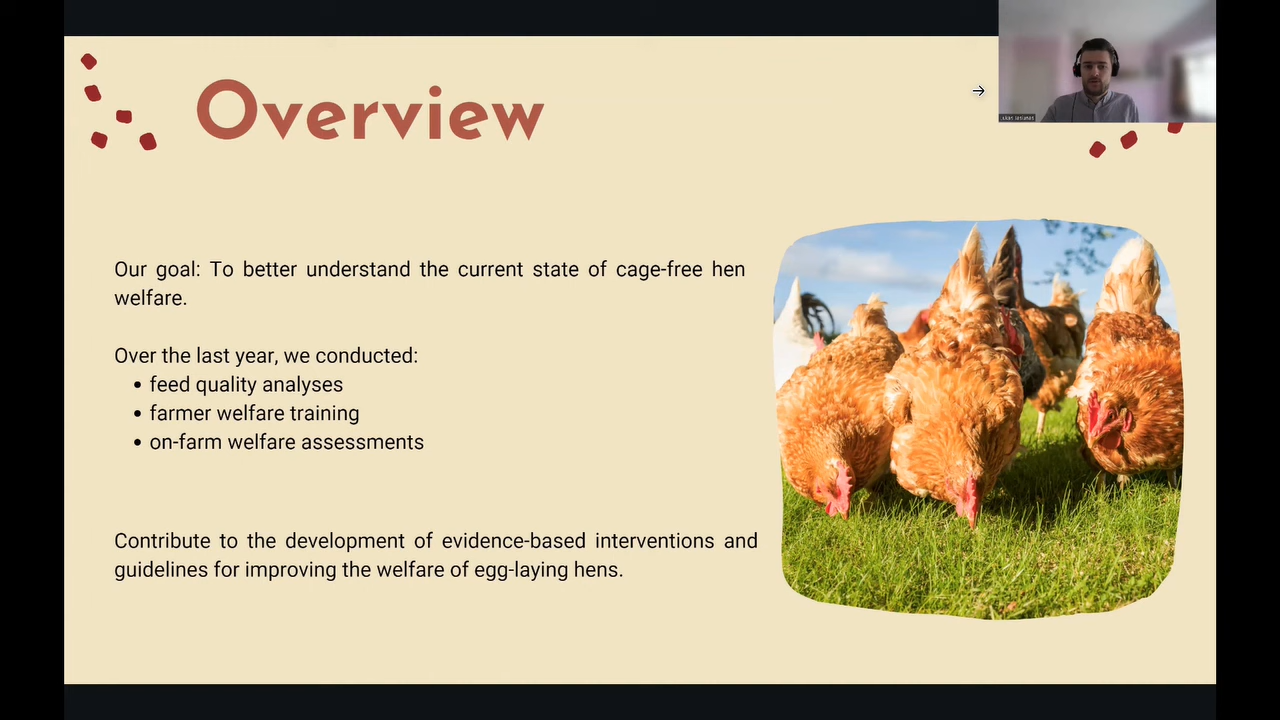 Overview
Our goal: To better understand the current state of cage-free hen
welfare.
Over the last year, we conducted:
• feed quality analyses
• farmer welfare training
• on-farm welfare assessments
Contribute to the development of evidence-based interventions and
guidelines for improving the welfare of egg-laying hens.